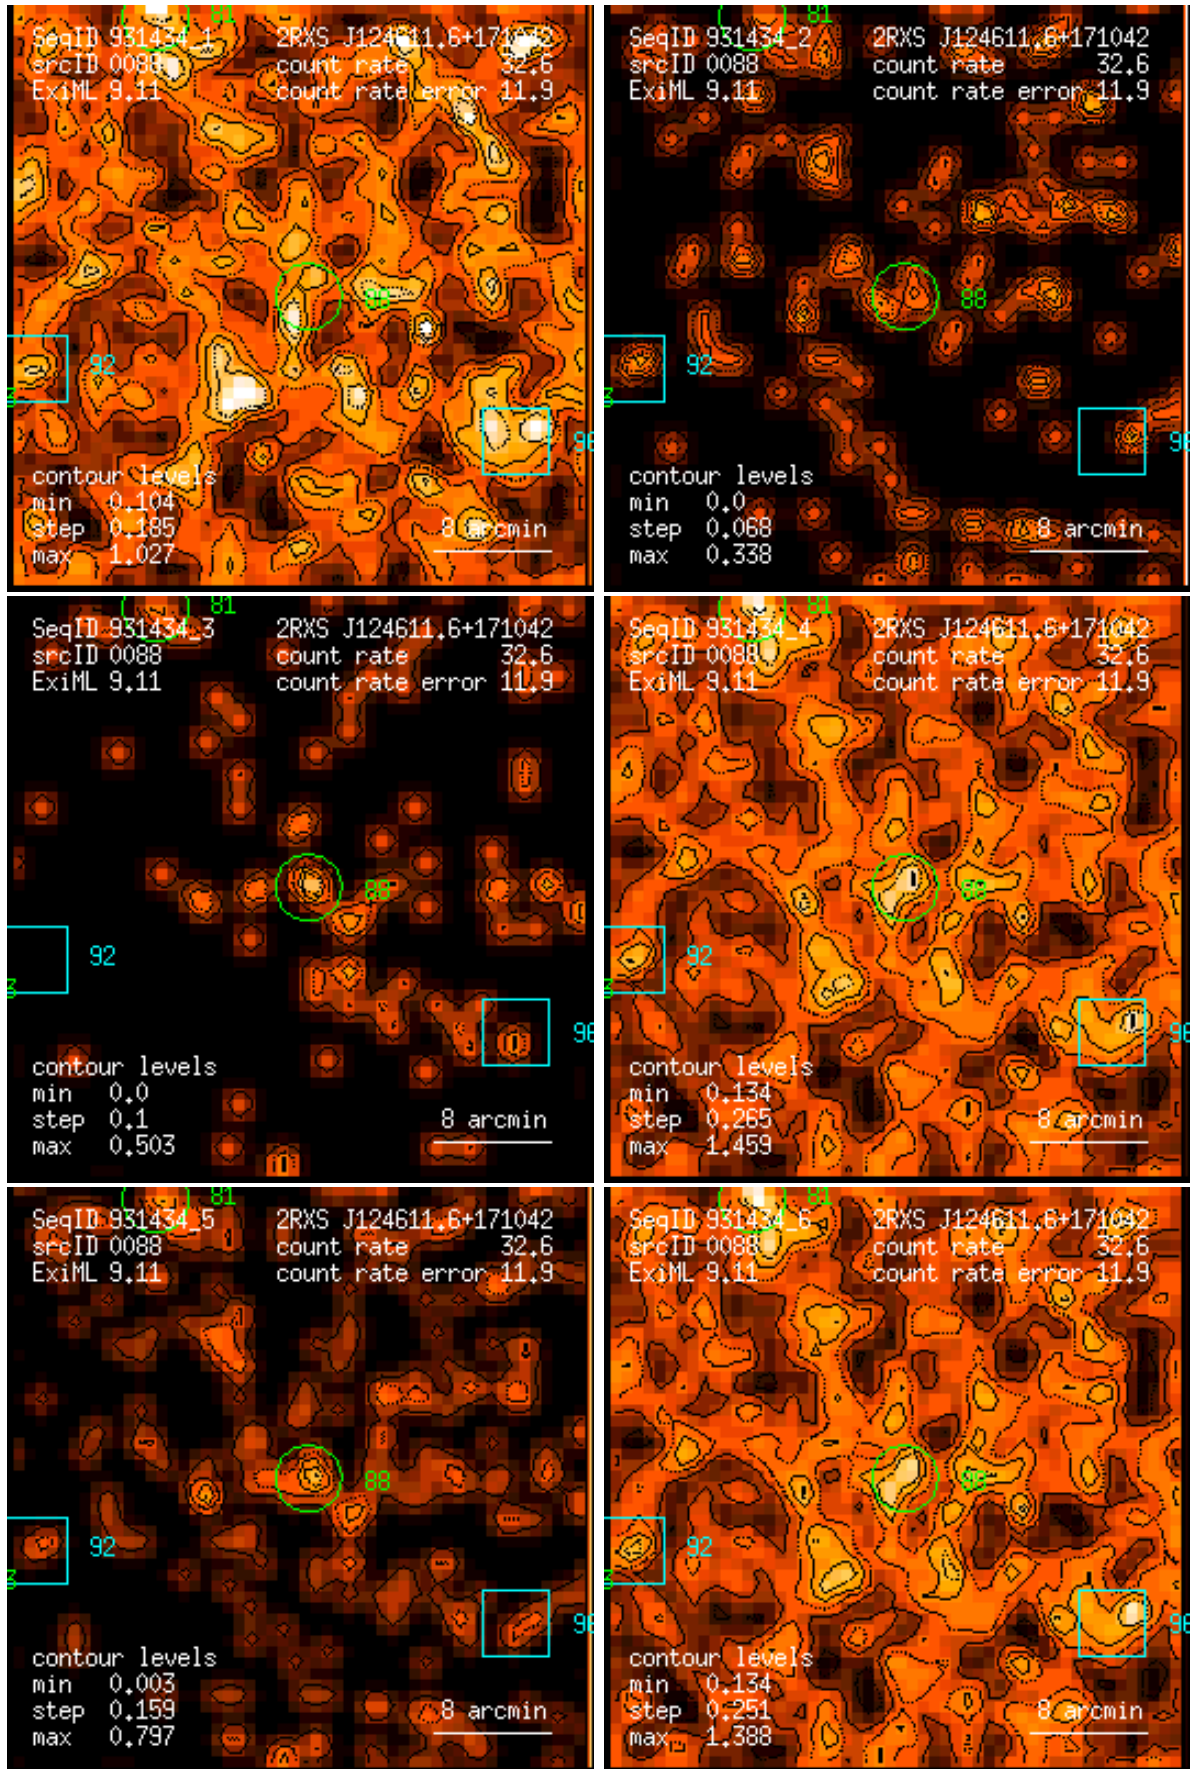 81
SeqID 931434_1 2RXS J124611.6+171042
srcID 0088 count rate 32.6
ExiML 9.11 count rate error 11.9
88
92
3
96
contour levels
min 0.104
step 0.185 8 arcmin
max 1.027
81
SeqID 931434_2 2RXS J124611.6+171042
srcID 0088 count rate 32.6
ExiML 9.11 count rate error 11.9
88
92
96
contour levels
min 0.0
step 0.068 8 arcmin
max 0.338
81
SeqID 931434_3 2RXS J124611.6+171042
srcID 0088 count rate 32.6
ExiML 9.11 count rate error 11.9
88
92
3
96
contour levels
min 0.0
step 0.1 8 arcmin
max 0.503
81
SeqID 931434_4 2RXS J124611.6+171042
srcID 0088 count rate 32.6
ExiML 9.11 count rate error 11.9
88
92
96
contour levels
min 0.134
step 0.265 8 arcmin
max 1.459
81
SeqID 931434_5 2RXS J124611.6+171042
srcID 0088 count rate 32.6
ExiML 9.11 count rate error 11.9
88
92
3
96
contour levels
min 0.003
step 0.159 8 arcmin
max 0.797
81
SeqID 931434_6 2RXS J124611.6+171042
srcID 0088 count rate 32.6
ExiML 9.11 count rate error 11.9
88
92
96
contour levels
min 0.134
step 0.251 8 arcmin
max 1.388